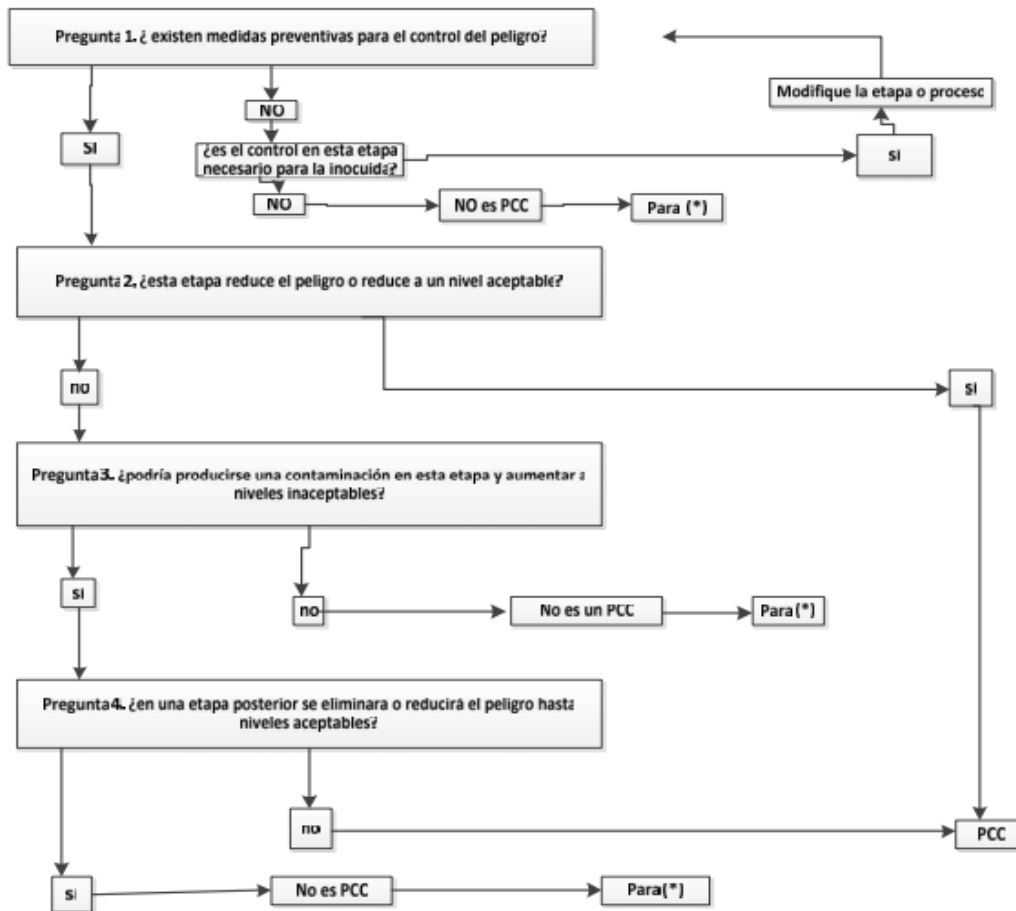 Pregunta 1. ¿ existen medidas preventivas para el control del peligro?
Modifique la etapa o proceso
NO
SI
¿es el control en esta etapa
necesario para la inocuida?
si
NO
NO es PCC
Para (*)
Pregunta 2. ¿esta etapa reduce el peligro o reduce a un nivel aceptable?
no
si
Pregunta 3. ¿podría producirse una contaminación en esta etapa y aumentar a
niveles inaceptables?
si
no
No es un PCC
Para(*)
Pregunta 4. ¿en una etapa posterior se eliminara o reducirá el peligro hasta
niveles aceptables?
no
PCC
si
No es PCC
Para(*)